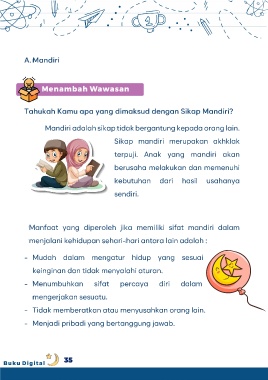 A. Mandiri
Menambah Wawasan
Tahukah Kamu apa yang dimaksud dengan Sikap Mandiri?
Mandiri adalah sikap tidak bergantung kepada orang lain.
Sikap mandiri merupakan akhklak
terpuji. Anak yang mandiri akan
berusaha melakukan dan memenuhi
kebutuhan dari hasil usahanya
sendiri.
Manfaat yang diperoleh jika memiliki sifat mandiri dalam
menjalani kehidupan sehari-hari antara lain adalah :
- Mudah dalam mengatur hidup yang sesuai
keinginan dan tidak menyalahi aturan.
- Menumbuhkan sifat percaya diri dalam
mengerjakan sesuatu.
- Tidak memberatkan atau menyusahkan orang lain.
- Menjadi pribadi yang bertanggung jawab.
Buku Digital 35